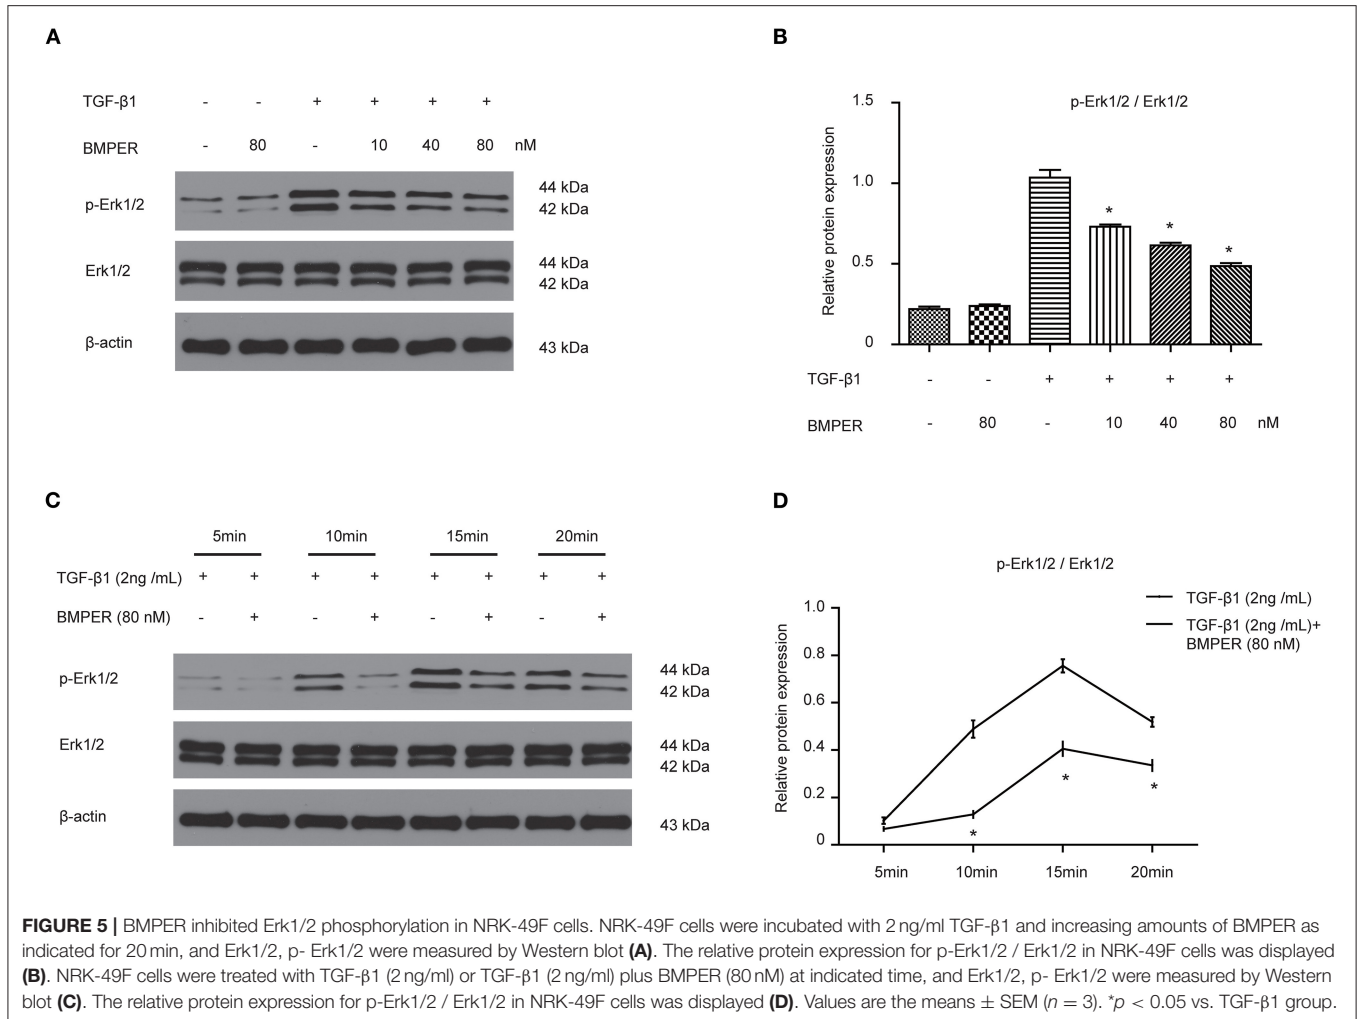 A
TGF-β1 - - + + + +
BMPER - 80 - 10 40 80 nM
p-Erk1/2
44 kDa
42 kDa
Erk1/2
44 kDa
42 kDa
β-actin
43 kDa
B
p-Erk1/2 / Erk1/2
Relative protein expression
1.5
1.0
0.5
0
*
*
*
TGF-β1 - - + + + +
BMPER - 80 - 10 40 80 nM
C
5min 10min 15min 20min
TGF-β1 (2ng /mL) + + + + + + + +
BMPER (80 nM) - + - + - + - +
p-Erk1/2
44 kDa
42 kDa
Erk1/2
44 kDa
42 kDa
β-actin
43 kDa
D
p-Erk1/2 / Erk1/2
TGF-β1 (2ng /mL)
TGF-β1 (2ng /mL)+
BMPER (80 nM)
Relative protein expression
1.0
0.8
0.6
0.4
0.2
0
*
*
*
5min 10min 15min 20min
FIGURE 5 | BMPER inhibited Erk1/2 phosphorylation in NRK-49F cells. NRK-49F cells were incubated with 2 ng/ml TGF-β1 and increasing amounts of BMPER as
indicated for 20 min, and Erk1/2, p- Erk1/2 were measured by Western blot (A). The relative protein expression for p-Erk1/2 / Erk1/2 in NRK-49F cells was displayed
(B). NRK-49F cells were treated with TGF-β1 (2 ng/ml) or TGF-β1 (2 ng/ml) plus BMPER (80 nM) at indicated time, and Erk1/2, p- Erk1/2 were measured by Western
blot (C). The relative protein expression for p-Erk1/2 / Erk1/2 in NRK-49F cells was displayed (D). Values are the means ± SEM (n = 3). *p < 0.05 vs. TGF-β1 group.